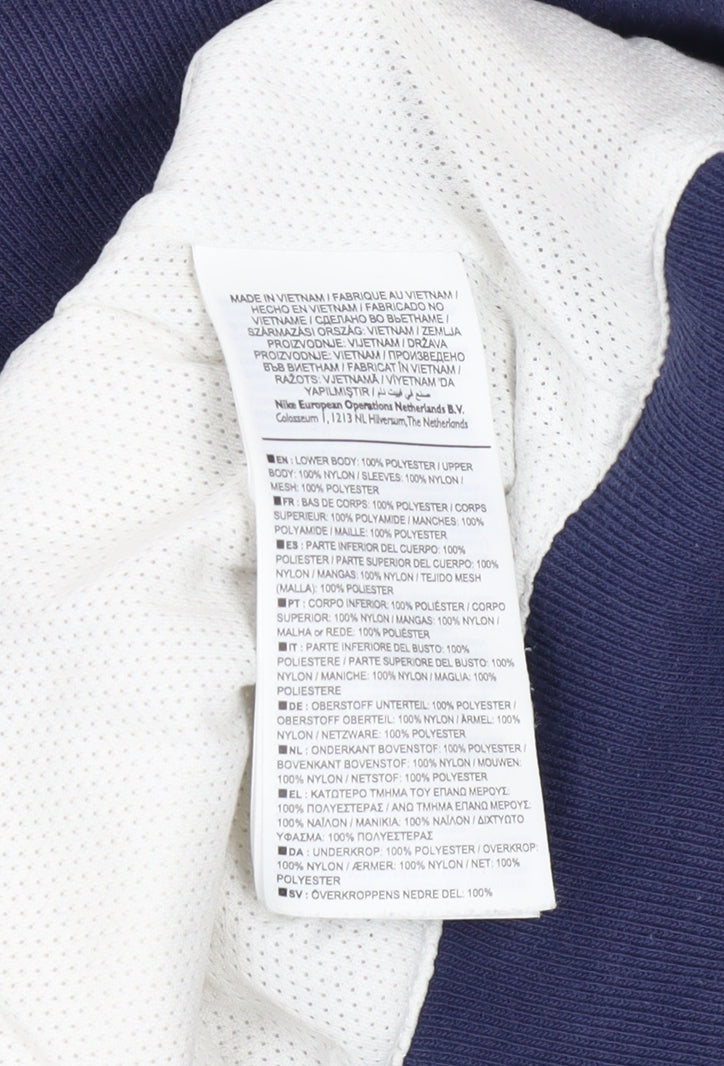 MADE IN VIETNAM / FABRIQUE AU VIETNAM /
HECHO EN VIETNAM / FABRICADO NO
VIETNAME / СДЕЛАНО ВО ВЬЕТНАМЕ /
SZÁRMAZÁSI ORSZÁG: VIETNAM / ZEMLJA
PROIZVODNJE: VIJETNAM / DRŽAVA
PROIZVODNJE: VIETNAM / ПРОИЗВЕДЕНО
ВЪВ ВИЕТНАМ / FABRICAT ÎN VIETNAM /
RAŽOTS: VJETNAMĀ / VİYETNAM 'DA
YAPILMIŞTIR / صنع في فييت نام
Nike European Operations Netherlands B.V.
Colosseum 1, 1213 NL Hilversum, The Netherlands
■ EN : LOWER BODY: 100% POLYESTER / UPPER
BODY: 100% NYLON / SLEEVES: 100% NYLON /
MESH: 100% POLYESTER
■ FR : BAS DE CORPS: 100% POLYESTER / CORPS
SUPERIEUR: 100% POLYAMIDE / MANCHES: 100%
POLYAMIDE / MAILLE: 100% POLYESTER
■ ES : PARTE INFERIOR DEL CUERPO: 100%
POLIESTER / PARTE SUPERIOR DEL CUERPO: 100%
NYLON / MANGAS: 100% NYLON / TEJIDO MESH
(MALLA): 100% POLIESTER
■ PT : CORPO INFERIOR: 100% POLIÉSTER / CORPO
SUPERIOR: 100% NYLON / MANGAS: 100% NYLON /
MALHA or REDE: 100% POLIÉSTER
■ IT : PARTE INFERIORE DEL BUSTO: 100%
POLIESTERE / PARTE SUPERIORE DEL BUSTO: 100%
NYLON / MANICHE: 100% NYLON / MAGLIA: 100%
POLIESTERE
■ DE : OBERSTOFF UNTERTEIL: 100% POLYESTER /
OBERSTOFF OBERTEIL: 100% NYLON / ÄRMEL: 100%
NYLON / NETZWARE: 100% POLYESTER
■ NL : ONDERKANT BOVENSTOF: 100% POLYESTER /
BOVENKANT BOVENSTOF: 100% NYLON / MOUWEN:
100% NYLON / NETSTOF: 100% POLYESTER
■ EL : ΚΑΤΩΤΕΡΟ ΤΜΗΜΑ ΤΟΥ ΕΠΑΝΩ ΜΕΡΟΥΣ:
100% ΠΟΛΥΕΣΤΕΡΑΣ / ΑΝΩ ΤΜΗΜΑ ΕΠΑΝΩ ΜΕΡΟΥΣ:
100% ΝΑΪΛΟΝ / ΜΑΝΙΚΙΑ: 100% ΝΑΪΛΟΝ / ΔΙΧΤΥΩΤΟ
ΥΦΑΣΜΑ: 100% ΠΟΛΥΕΣΤΕΡΑΣ
■ DA : UNDERKROP: 100% POLYESTER / OVERKROP:
100% NYLON / ÆRMER: 100% NYLON / NET: 100%
POLYESTER
■ SV : ÖVERKROPPENS NEDRE DEL: 100%